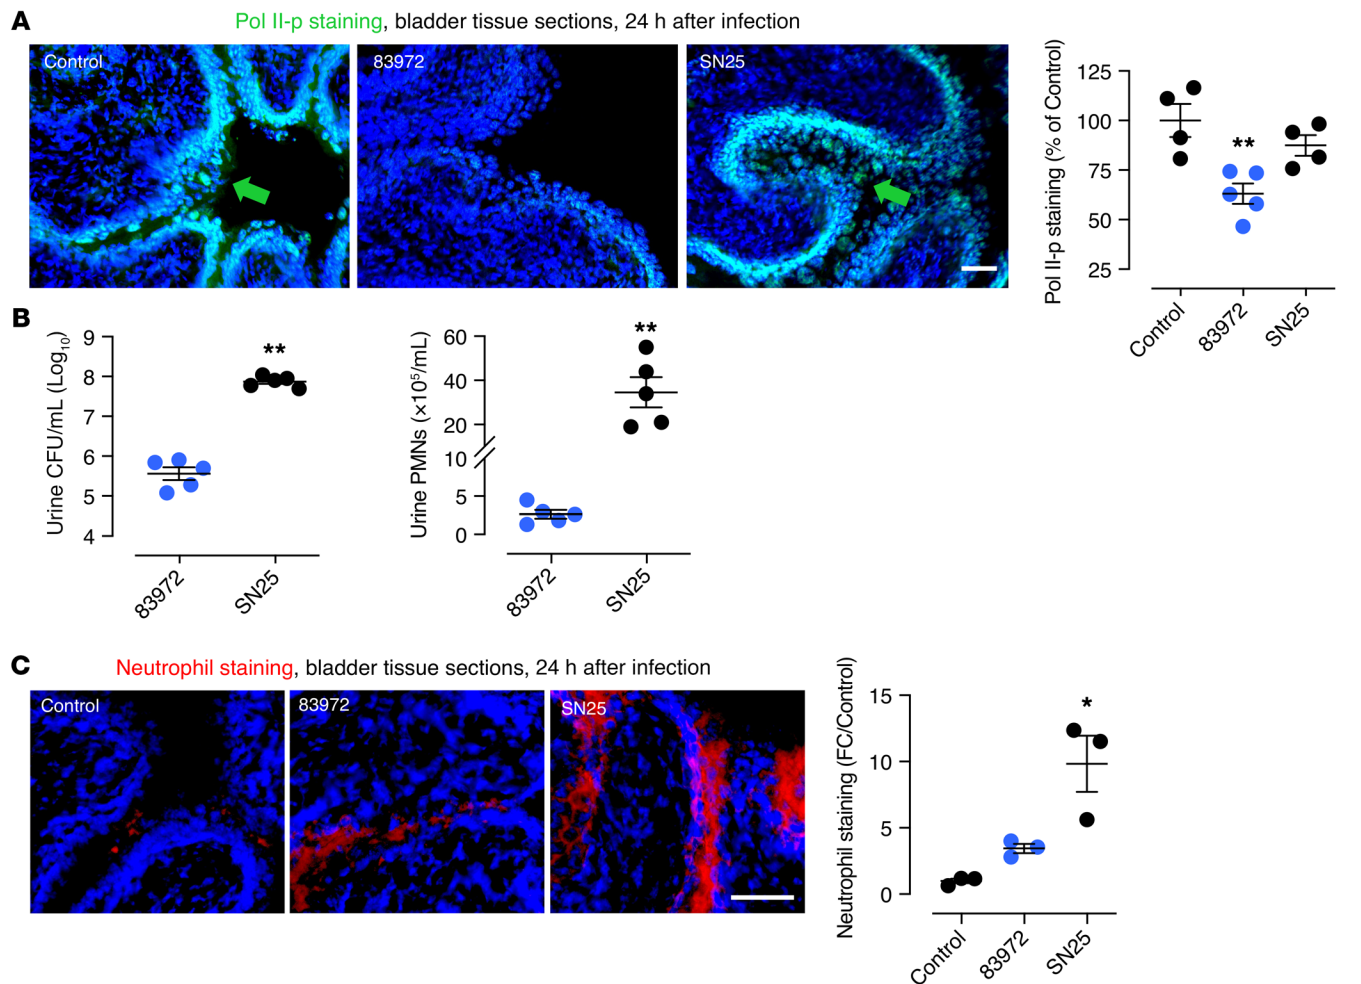 A
Pol II-p staining, bladder tissue sections, 24 h after infection
Control
83972
SN25
Pol II-p staining (% of Control)
125
100
75
50
25
**
Control
83972
SN25
B
Urine CFU/mL (Log10)
9
8
7
6
5
4
**
83972
SN25
Urine PMNs (×10⁵/mL)
60
40
20
10
5
0
**
83972
SN25
C
Neutrophil staining, bladder tissue sections, 24 h after infection
Control
83972
SN25
Neutrophil staining (FC/Control)
15
10
5
0
*
Control
83972
SN25